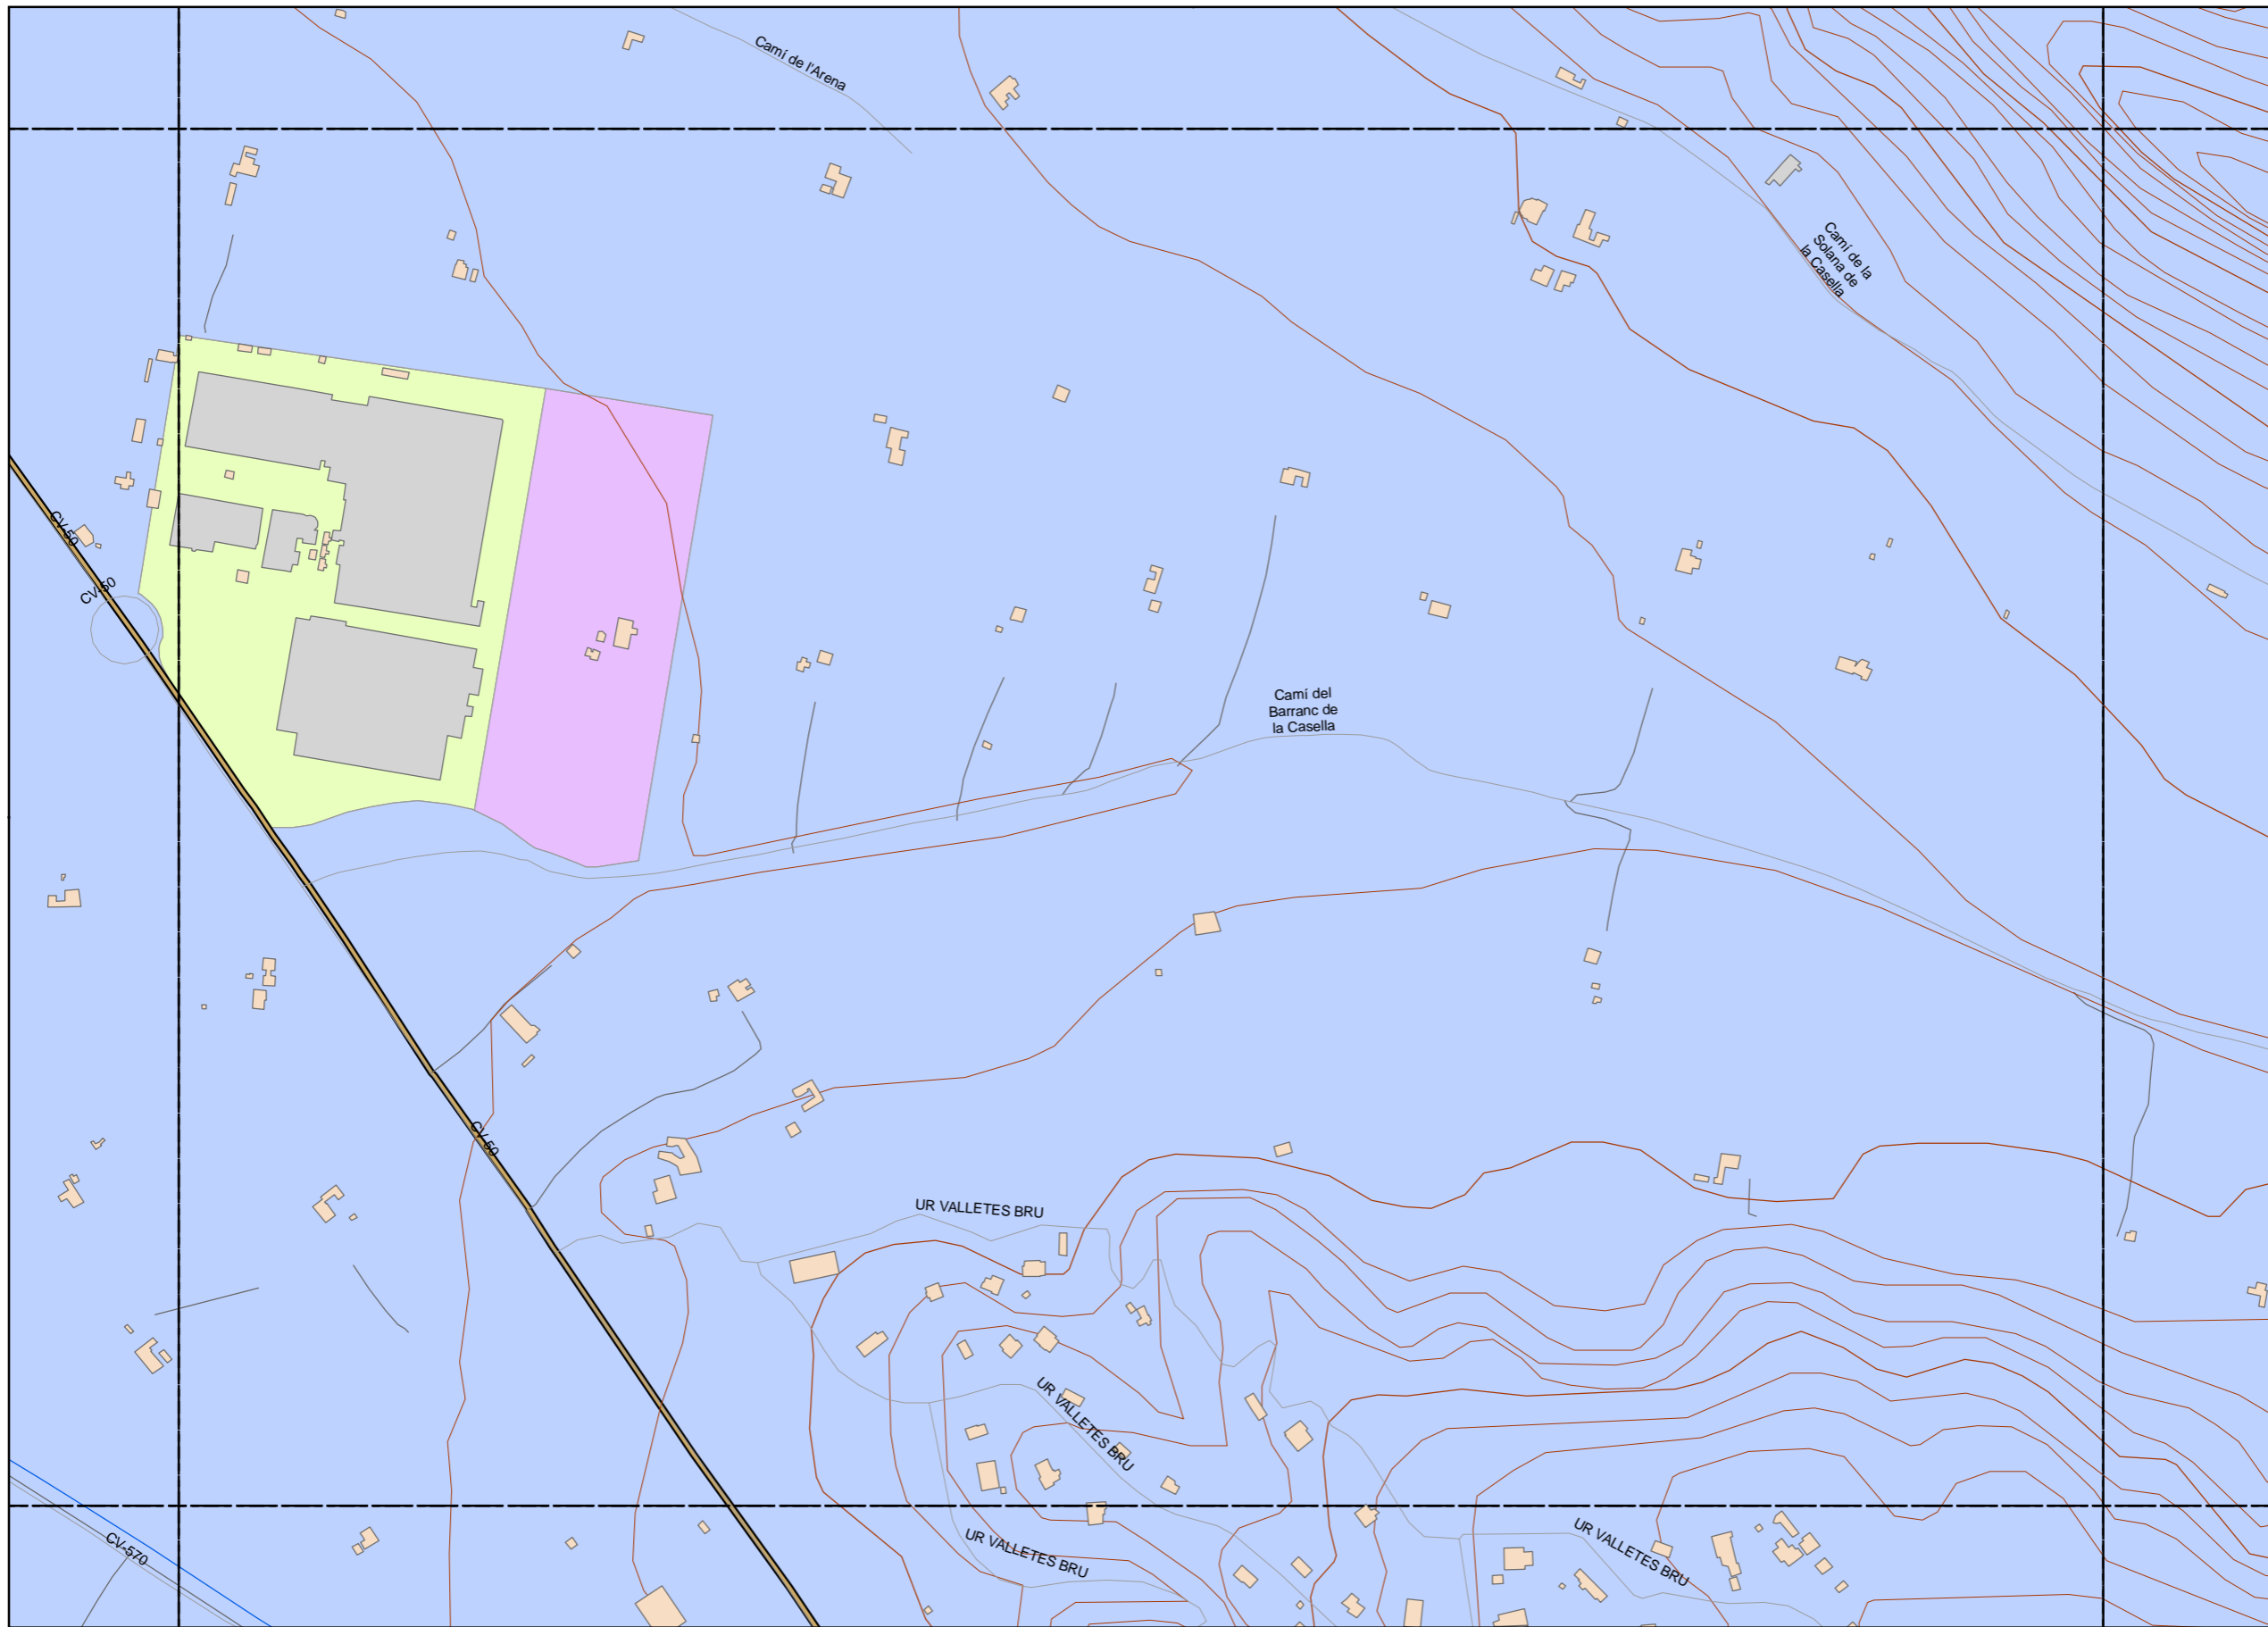 Camí de l'Arena
Camí de la
Solana de
la Casella
CV-50
CV-50
Camí del
Barranc de
la Casella
CV-50
UR VALLETES BRU
UR VALLETES BRU
UR VALLETES BRU
UR VALLETES BRU
CV-570